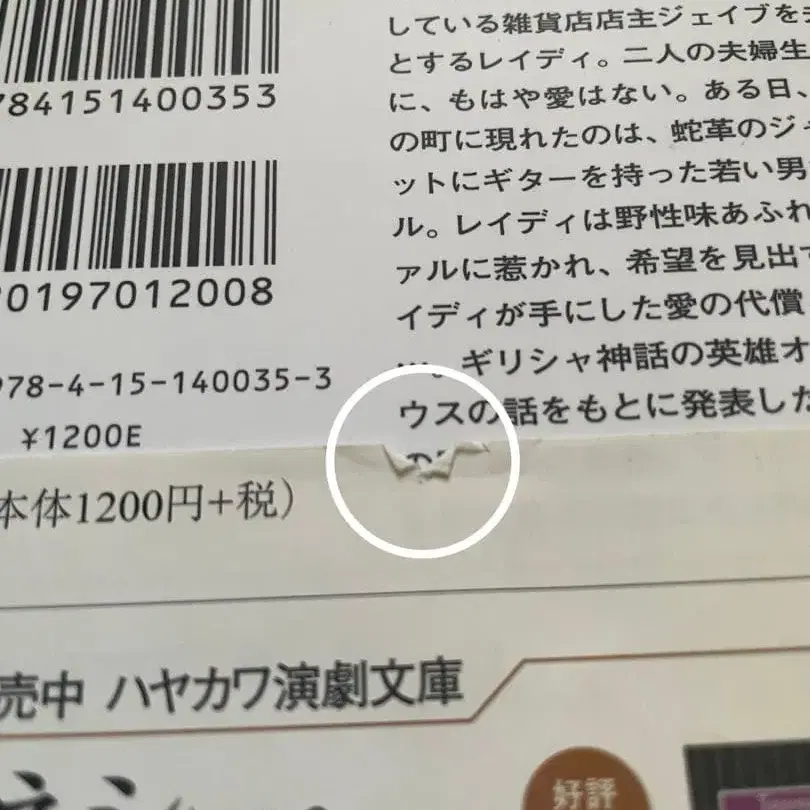 784151400353
0197012008
978-4-15-140035-3
¥1200E
している雑貨店店主ジェイブを
とするレイディ。二人の夫婦生
に、もはや愛はない。ある日、
の町に現れたのは、蛇革のジャ
ットにギターを持った若い男
ル。レイディは野性味あふれ
ァルに惹かれ、希望を見出す
イディが手にした愛の代償
…。ギリシャ神話の英雄オ
ウスの話をもとに発表した
の
本体1200円+税)
売中 ハヤカワ演劇文庫
好評